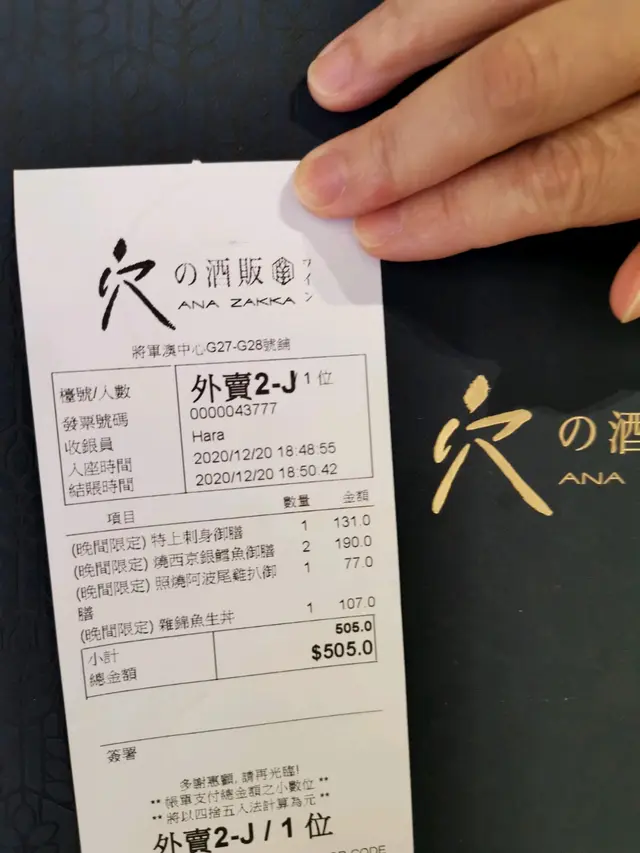 穴の酒販 ワイン
ANA ZAKKA
將軍澳中心G27-G28號舖
檯號/人數 外賣2-J / 1 位
發票號碼 0000043777
收銀員 Hara
入座時間 2020/12/20 18:48:55
結賬時間 2020/12/20 18:50:42
項目 數量 金額
(晚間限定) 特上刺身御膳 1 131.0
(晚間限定) 燒西京銀鱈魚御膳 2 190.0
(晚間限定) 照燒阿波尾雞扒御 1 77.0
膳
(晚間限定) 雜錦魚生丼 1 107.0
小計 505.0
總金額 $505.0
簽署
多謝惠顧, 請再光臨!
** 帳單支付總金額之小數位 **
** 將以四捨五入法計算為元 **
外賣2-J / 1 位
CODE
穴の酒
ANA